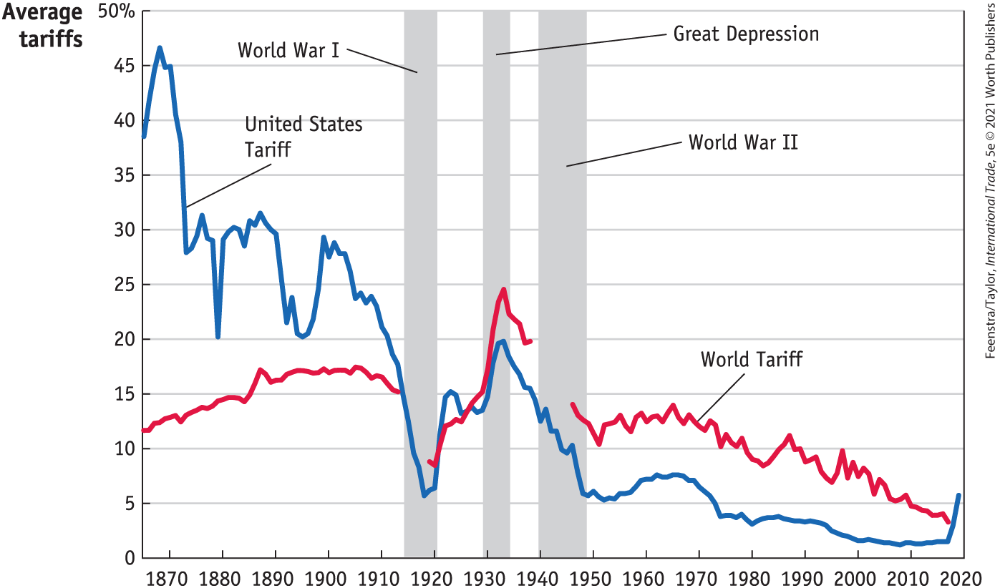 Average
tariffs
50%
45
40
35
30
25
20
15
10
5
0
World War I
Great Depression
United States
Tariff
World War II
World Tariff
1870 1880 1890 1900 1910 1920 1930 1940 1950 1960 1970 1980 1990 2000 2010 2020
Feenstra/Taylor, International Trade, 5e © 2021 Worth Publishers